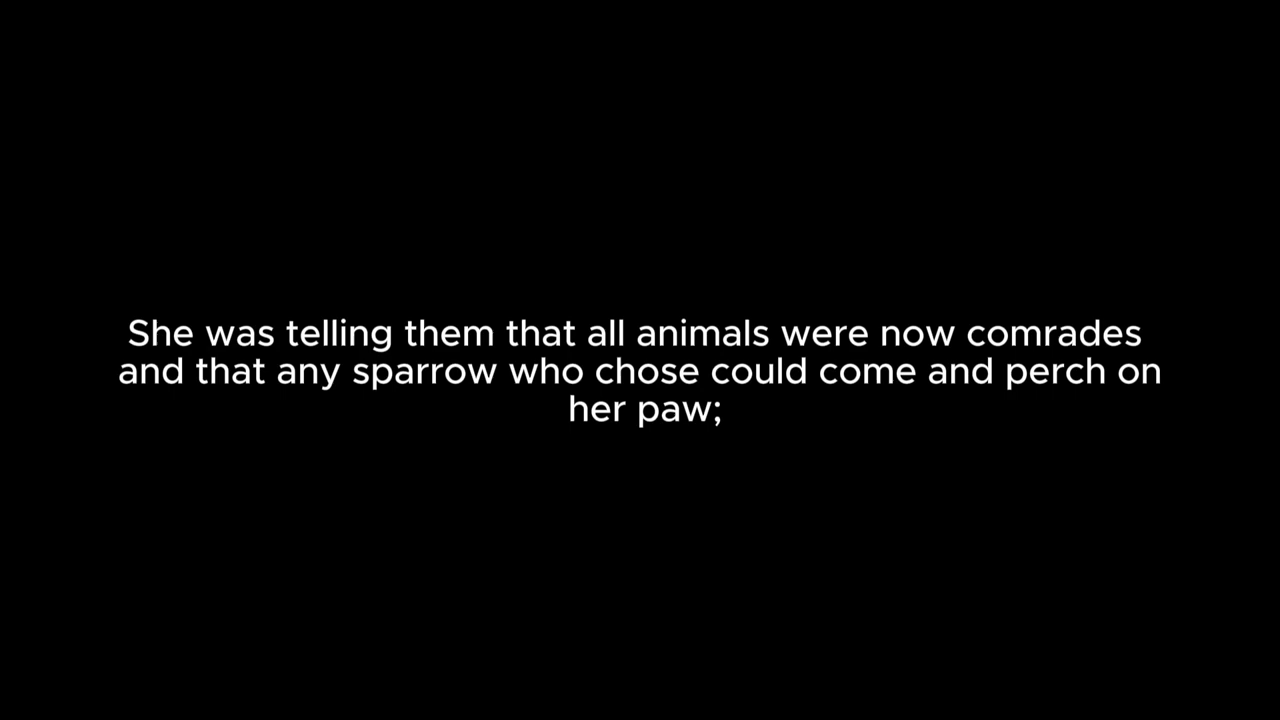 She was telling them that all animals were now comrades
and that any sparrow who chose could come and perch on
her paw;